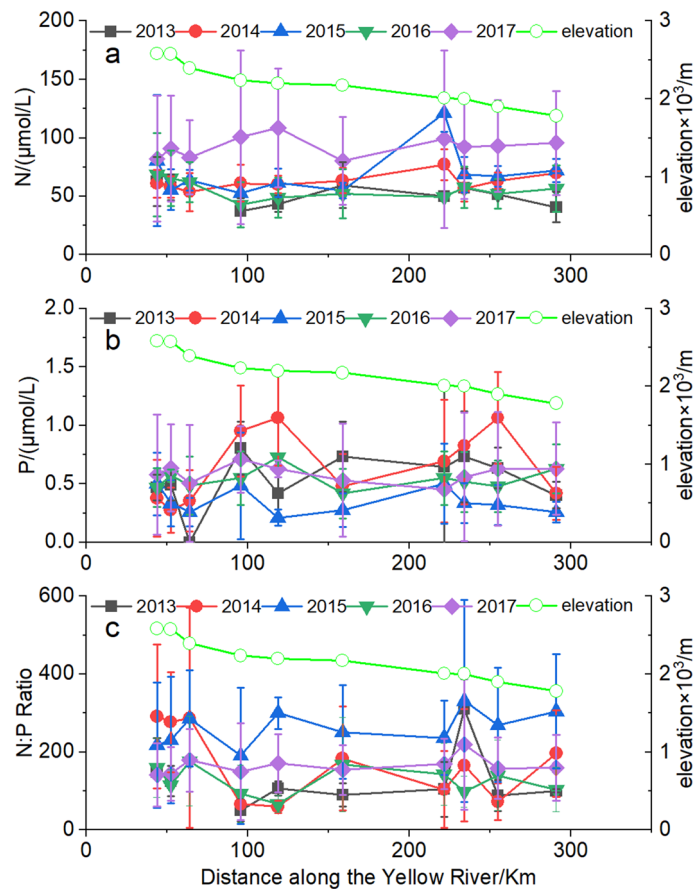 2013 2014 2015 2016 2017 elevation
a
200
150
100
50
0
N/(μmol/L)
3
2
1
0
elevation×10³/m
0 100 200 300
2013 2014 2015 2016 2017 elevation
b
2.0
1.5
1.0
0.5
0.0
P/(μmol/L)
3
2
1
0
elevation×10³/m
0 100 200 300
2013 2014 2015 2016 2017 elevation
c
600
400
200
0
N:P Ratio
3
2
1
0
elevation×10³/m
0 100 200 300
Distance along the Yellow River/Km